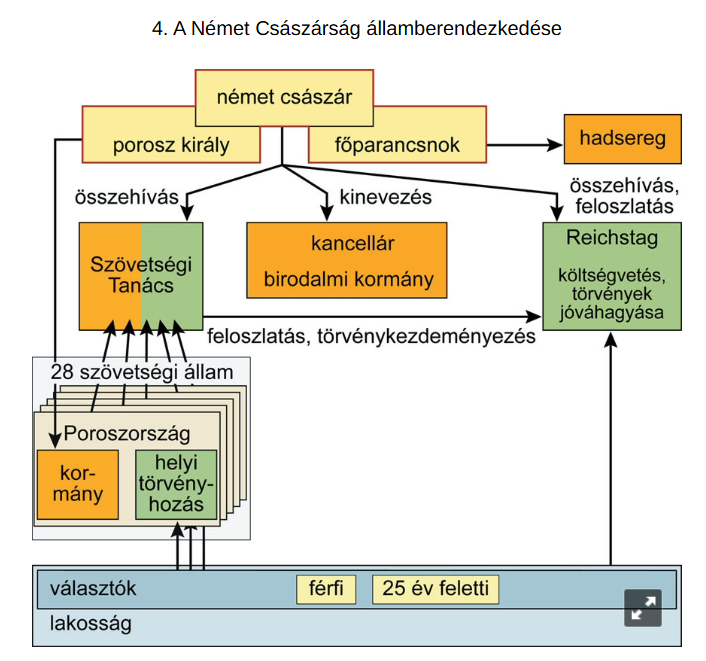 4. A Német Császárság államberendezkedése
német császár
porosz király
főparancsnok
hadsereg
összehívás
kinevezés
összehívás,
feloszlatás
Szövetségi
Tanács
kancellár
birodalmi kormány
Reichstag
költségvetés,
törvények
jóváhagyása
feloszlatás, törvénykezdeményezés
28 szövetségi állam
Poroszország
kor-
mány
helyi
törvény-
hozás
választók
férfi
25 év feletti
lakosság